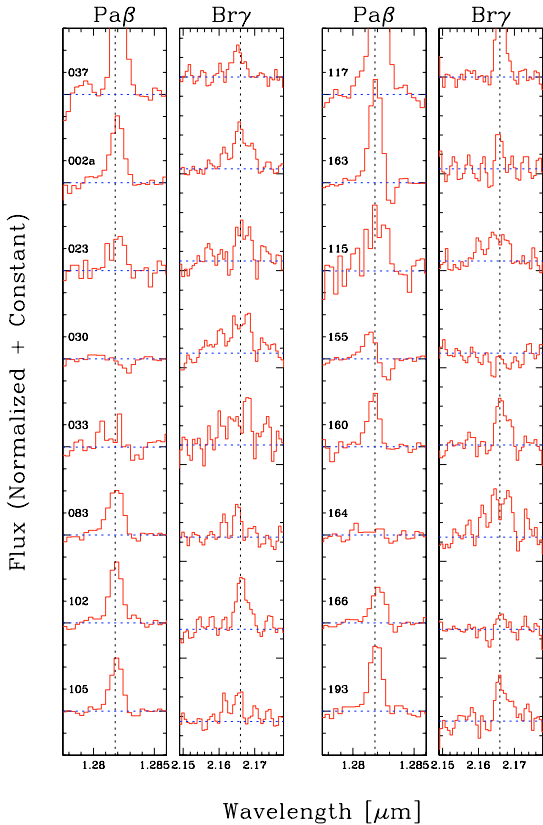 Paβ Brγ Paβ Brγ
037 117
002a 163
023 115
030 155
033 160
083 164
102 166
105 193
Flux (Normalized + Constant)
1.28 1.285 2.15 2.16 2.17 1.28 1.285 2.15 2.16 2.17
Wavelength [μm]